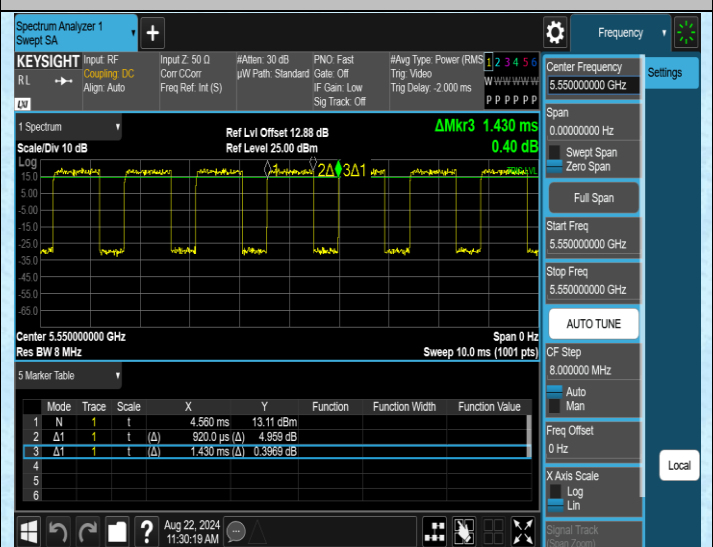 Spectrum Analyzer 1
Swept SA
Frequency
KEYSIGHT
RL
LXI
Input: RF
Coupling: DC
Align: Auto
Input Z: 50 Ω
Corr CCorr
Freq Ref: Int (S)
#Atten: 30 dB
µW Path: Standard
PNO: Fast
Gate: Off
IF Gain: Low
Sig Track: Off
#Avg Type: Power (RMS
Trig: Video
Trig Delay: -2.000 ms
1 2 3 4 5 6
W W W W W W
P P P P P P
1 Spectrum
Scale/Div 10 dB
Ref Lvl Offset 12.88 dB
Ref Level 25.00 dBm
ΔMkr3 1.430 ms
0.40 dB
Log
15.0
5.00
-5.00
-15.0
-25.0
-35.0
-45.0
-55.0
-65.0
1
2Δ
3Δ1
Center 5.550000000 GHz
Res BW 8 MHz
Span 0 Hz
Sweep 10.0 ms (1001 pts)
5 Marker Table
Mode Trace Scale X Y Function Function Width Function Value
1 N 1 t 4.560 ms 13.11 dBm
2 Δ1 1 t (Δ) 920.0 µs (Δ) 4.959 dB
3 Δ1 1 t (Δ) 1.430 ms (Δ) 0.3969 dB
4
5
6
Aug 22, 2024
11:30:19 AM
Center Frequency
5.550000000 GHz
Span
0.00000000 Hz
Swept Span
Zero Span
Full Span
Start Freq
5.550000000 GHz
Stop Freq
5.550000000 GHz
AUTO TUNE
CF Step
8.000000 MHz
Auto
Man
Freq Offset
0 Hz
X Axis Scale
Log
Lin
Signal Track
(Span Zoom)
Settings
Local